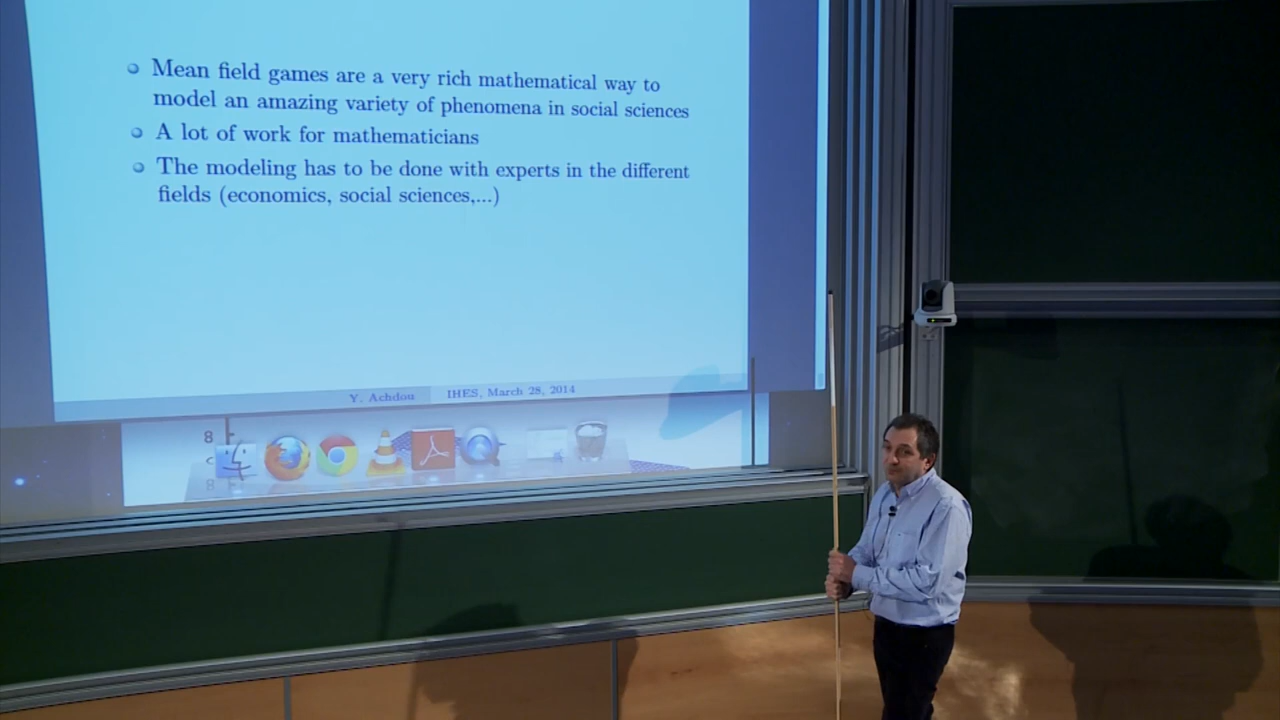 Mean field games are a very rich mathematical way to
model an amazing variety of phenomena in social sciences
A lot of work for mathematicians
The modeling has to be done with experts in the different
fields (economics, social sciences,...)
Y. Achdou IHES, March 28, 2014
8
8